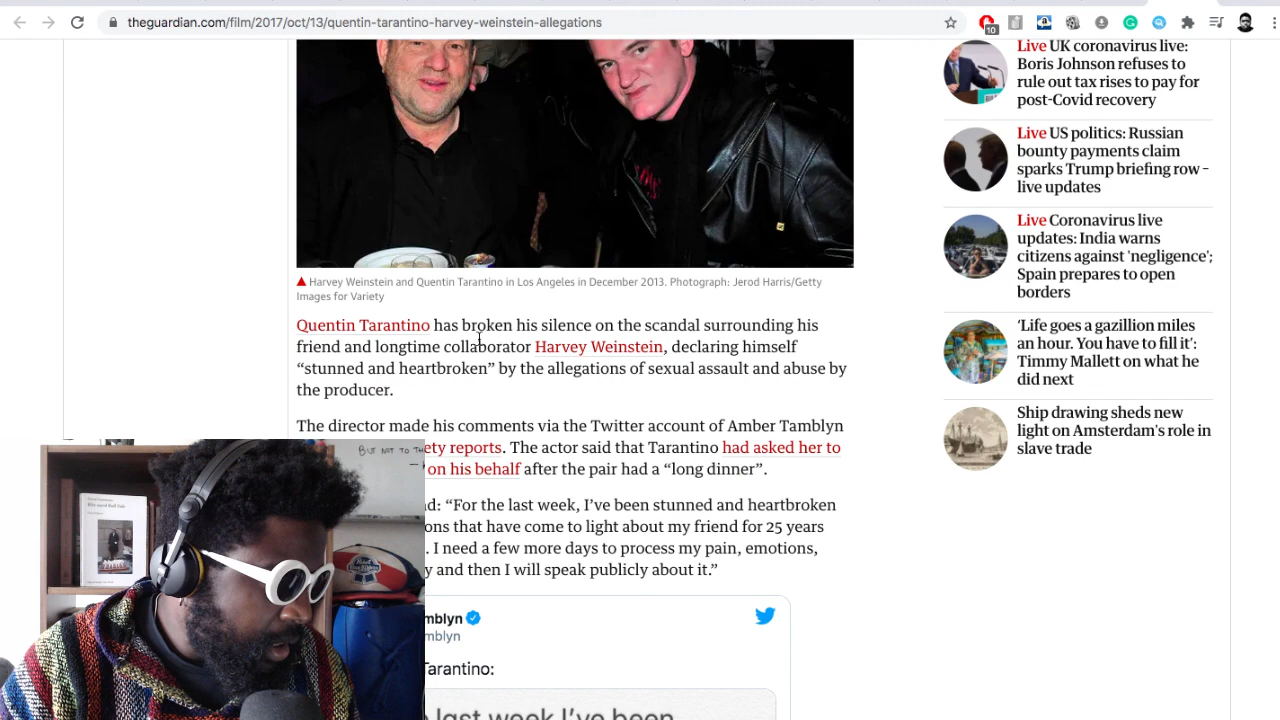 theguardian.com/film/2017/oct/13/quentin-tarantino-harvey-weinstein-allegations
10
Harvey Weinstein and Quentin Tarantino in Los Angeles in December 2013. Photograph: Jerod Harris/Getty
Images for Variety
Quentin Tarantino has broken his silence on the scandal surrounding his
friend and longtime collaborator Harvey Weinstein, declaring himself
“stunned and heartbroken” by the allegations of sexual assault and abuse by
the producer.
The director made his comments via the Twitter account of Amber Tamblyn
ety reports. The actor said that Tarantino had asked her to
on his behalf after the pair had a “long dinner”.
d: “For the last week, I’ve been stunned and heartbroken
ons that have come to light about my friend for 25 years
. I need a few more days to process my pain, emotions,
y and then I will speak publicly about it.”
mblyn
mblyn
Tarantino:
last week I’ve been
Live UK coronavirus live:
Boris Johnson refuses to
rule out tax rises to pay for
post-Covid recovery
Live US politics: Russian
bounty payments claim
sparks Trump briefing row –
live updates
Live Coronavirus live
updates: India warns
citizens against 'negligence';
Spain prepares to open
borders
‘Life goes a gazillion miles
an hour. You have to fill it’:
Timmy Mallett on what he
did next
Ship drawing sheds new
light on Amsterdam's role in
slave trade
BUT NOT TO TH